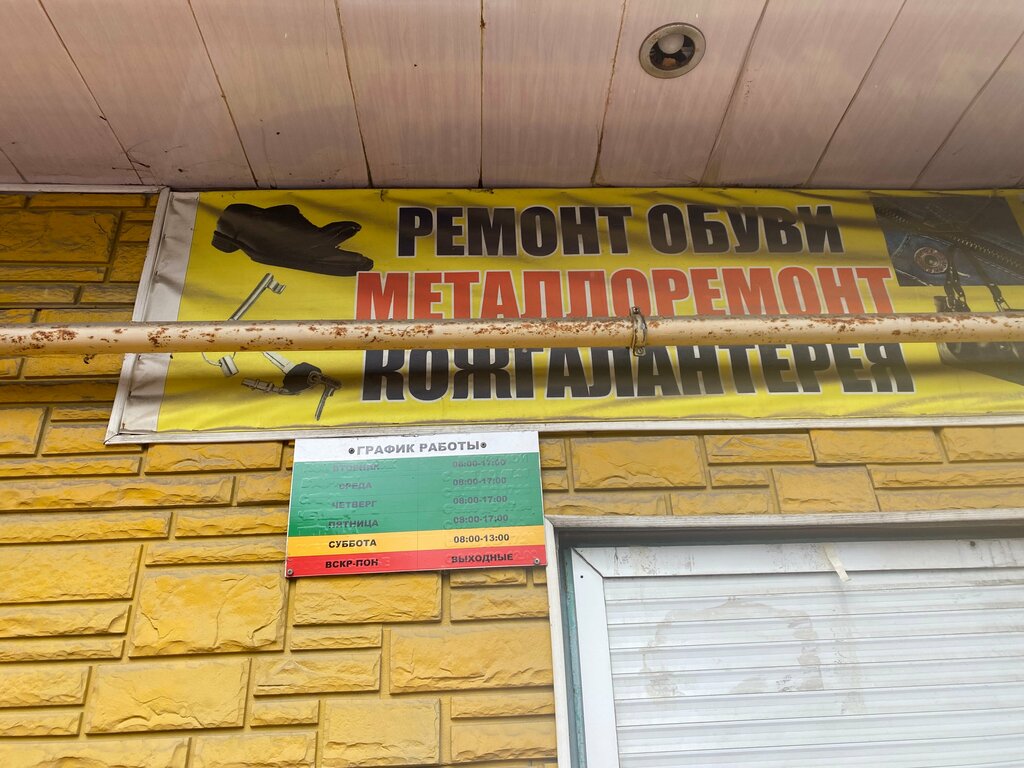 РЕМОНТ ОБУВИ
МЕТАЛЛОРЕМОНТ
КОЖГАЛАНТЕРЕЯ
ГРАФИК РАБОТЫ
ВТОРНИК 08:00-17:00
СРЕДА 08:00-17:00
ЧЕТВЕРГ 08:00-17:00
ПЯТНИЦА 08:00-17:00
СУББОТА 08:00-13:00
ВСКР-ПОН ВЫХОДНЫЕ